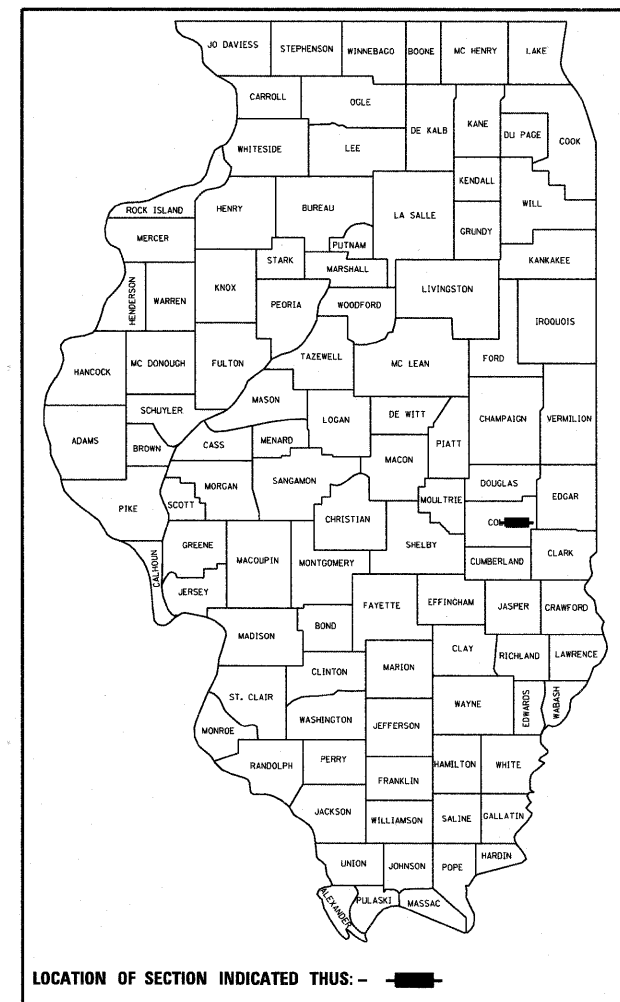 JO DAVIESS STEPHENSON WINNEBAGO BOONE MC HENRY LAKE
CARROLL OGLE DE KALB KANE DU PAGE COOK
WHITESIDE LEE
KENDALL WILL
ROCK ISLAND HENRY BUREAU LA SALLE GRUNDY
MERCER PUTNAM
STARK MARSHALL KANKAKEE
HENDERSON WARREN KNOX PEORIA WOODFORD LIVINGSTON
IROQUOIS
HANCOCK MC DONOUGH FULTON TAZEWELL MC LEAN FORD
SCHUYLER MASON
LOGAN DE WITT CHAMPAIGN VERMILION
ADAMS BROWN CASS MENARD MACON PIATT
MORGAN SANGAMON DOUGLAS
PIKE SCOTT CHRISTIAN MOULTRIE EDGAR
COL
GREENE MACOUPIN MONTGOMERY SHELBY CUMBERLAND CLARK
CALHOUN JERSEY
FAYETTE EFFINGHAM JASPER CRAWFORD
MADISON BOND
CLAY RICHLAND LAWRENCE
CLINTON MARION
ST. CLAIR WAYNE EDWARDS WABASH
WASHINGTON JEFFERSON
MONROE
RANDOLPH PERRY HAMILTON WHITE
FRANKLIN
JACKSON WILLIAMSON SALINE GALLATIN
UNION JOHNSON POPE HARDIN
ALEXANDER PULASKI MASSAC
LOCATION OF SECTION INDICATED THUS: -